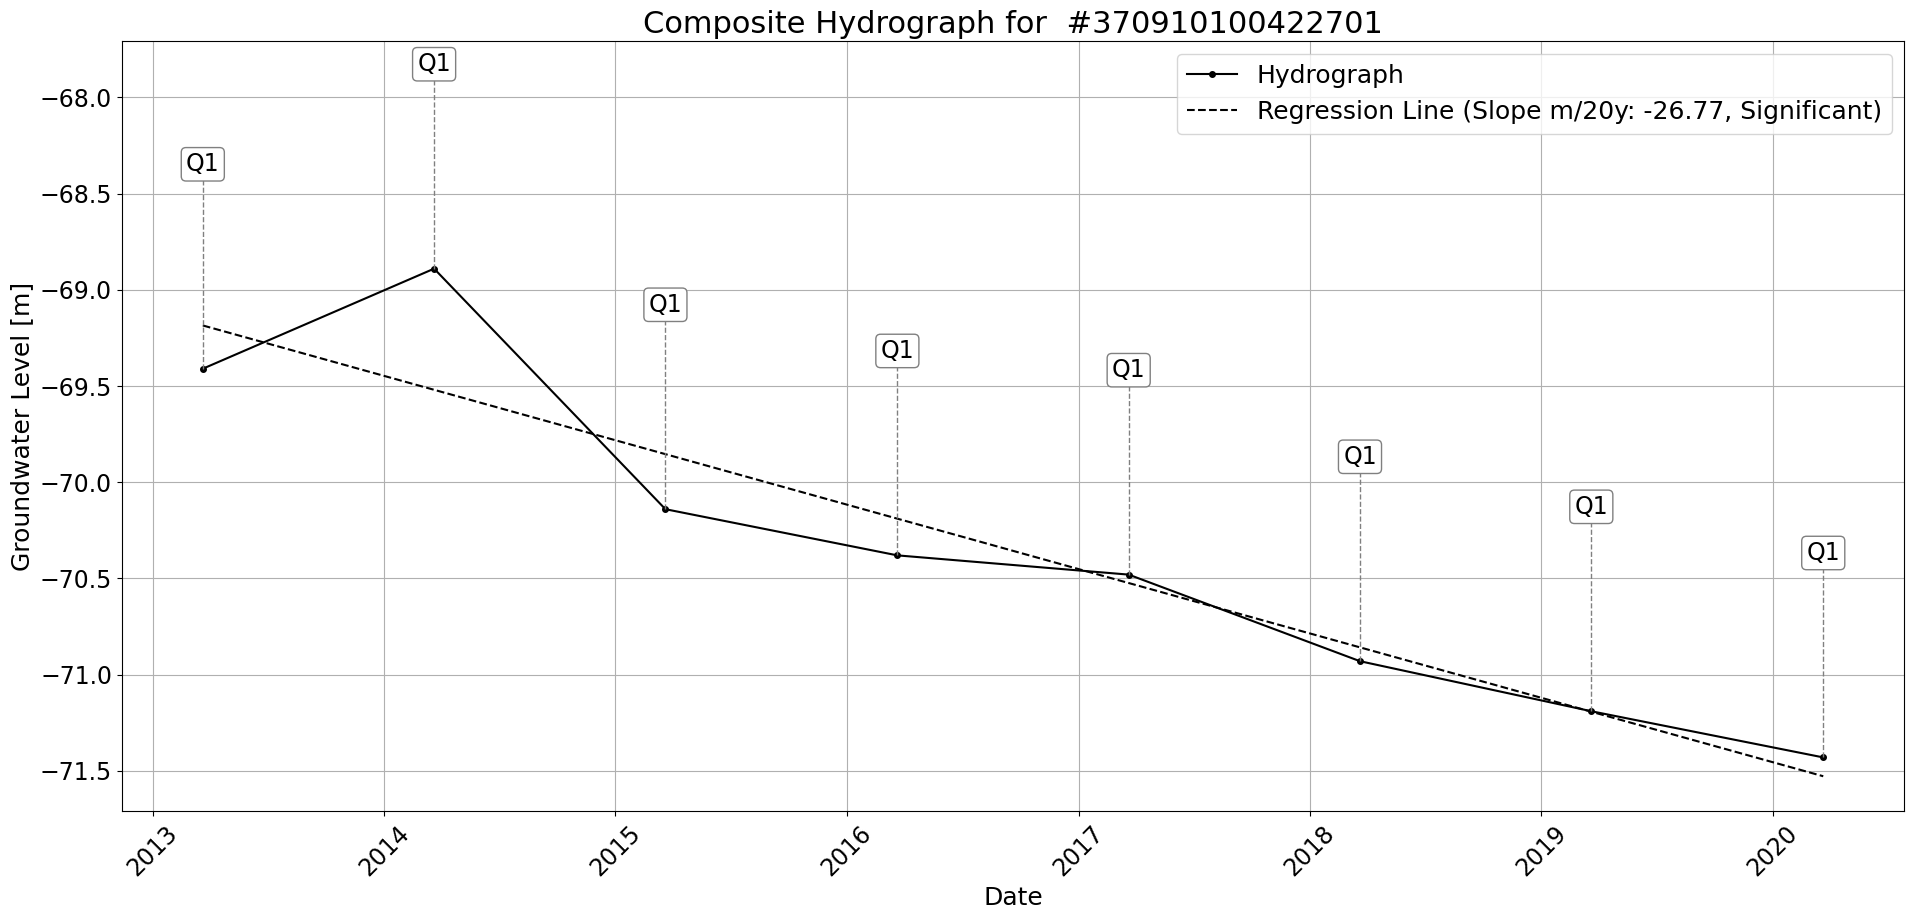 Composite Hydrograph for  #370910100422701
Hydrograph
Regression Line (Slope m/20y: -26.77, Significant)
Q1
Q1
Q1
Q1
Q1
Q1
Q1
Q1
Groundwater Level [m]
−68.0
−68.5
−69.0
−69.5
−70.0
−70.5
−71.0
−71.5
2013
2014
2015
2016
2017
2018
2019
2020
Date